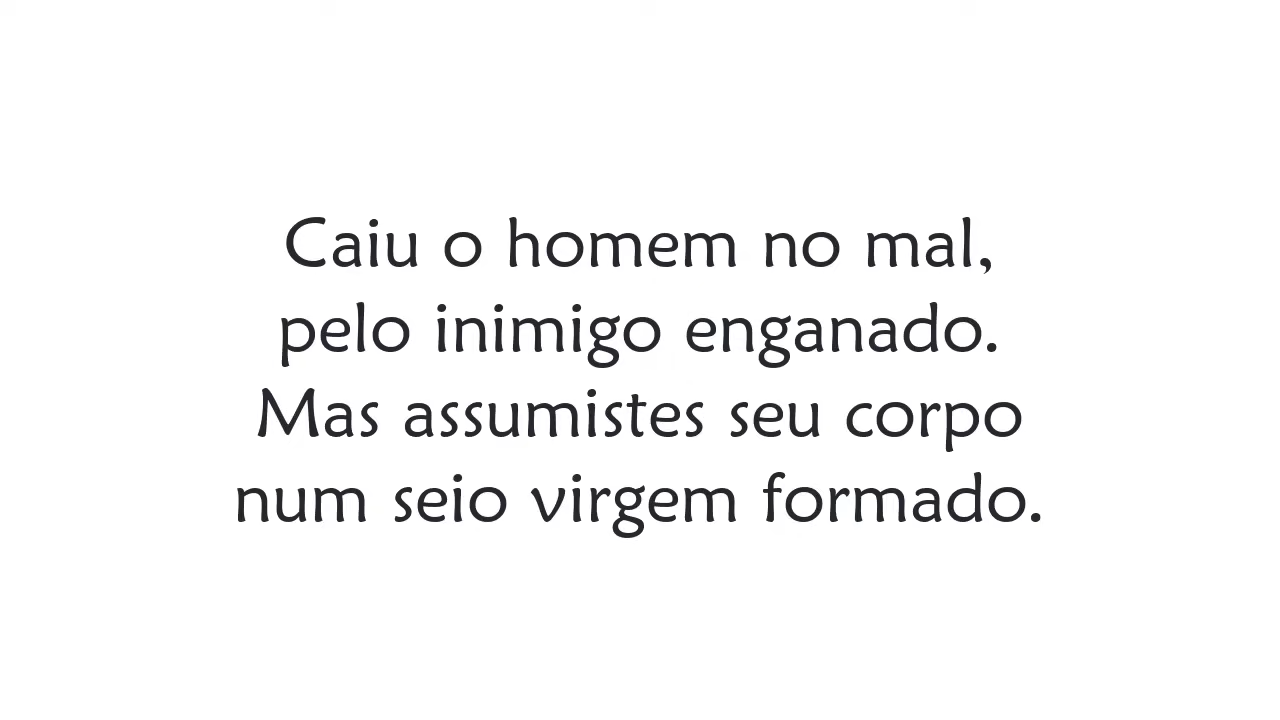 Caiu o homem no mal,
pelo inimigo enganado.
Mas assumistes seu corpo
num seio virgem formado.